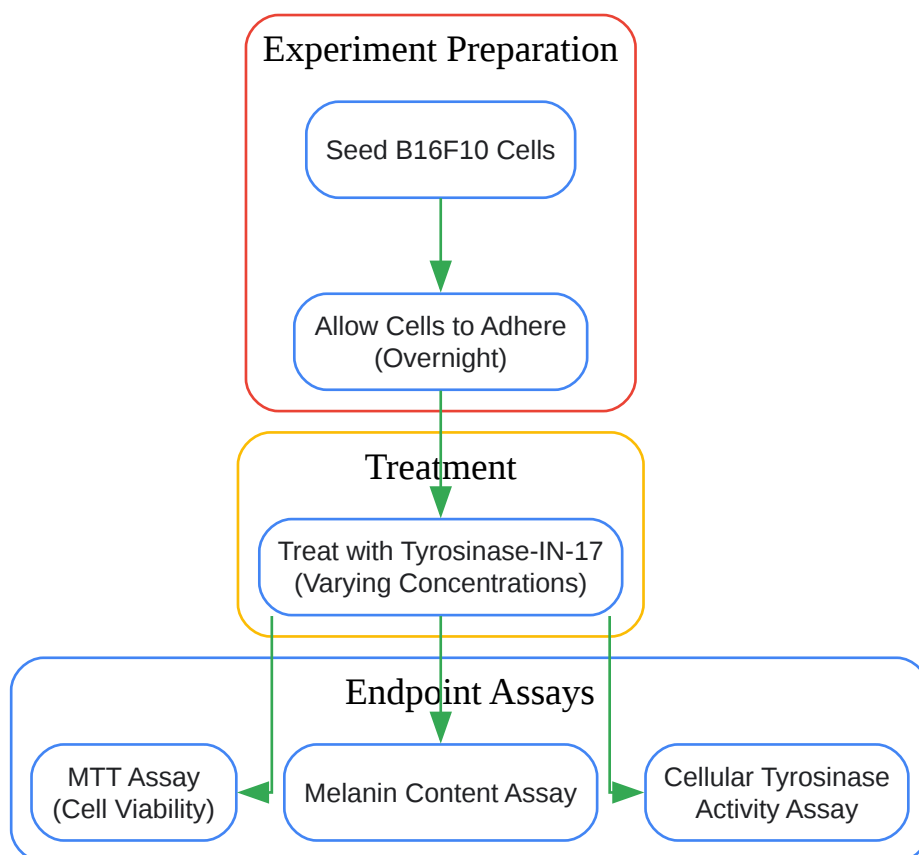 Experiment Preparation
Seed B16F10 Cells
Allow Cells to Adhere
(Overnight)
Treatment
Treat with Tyrosinase-IN-17
(Varying Concentrations)
Endpoint Assays
MTT Assay
(Cell Viability)
Melanin Content Assay
Cellular Tyrosinase
Activity Assay